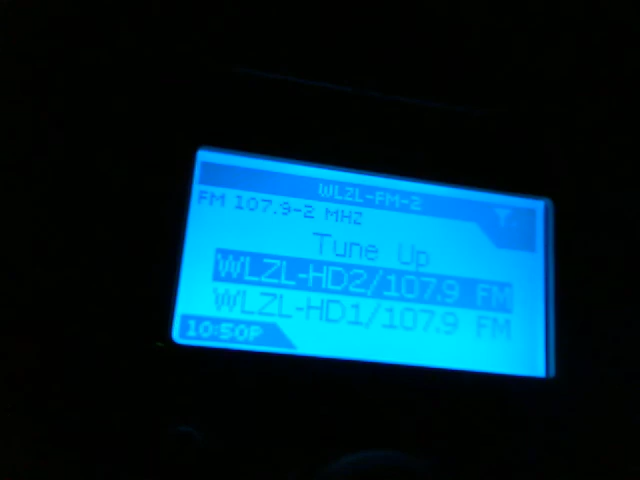 WLZL-FM-2
FM 107.9-2 MHZ
Tune Up
WLZL-HD2/107.9 FM
WLZL-HD1/107.9 FM
10:50P